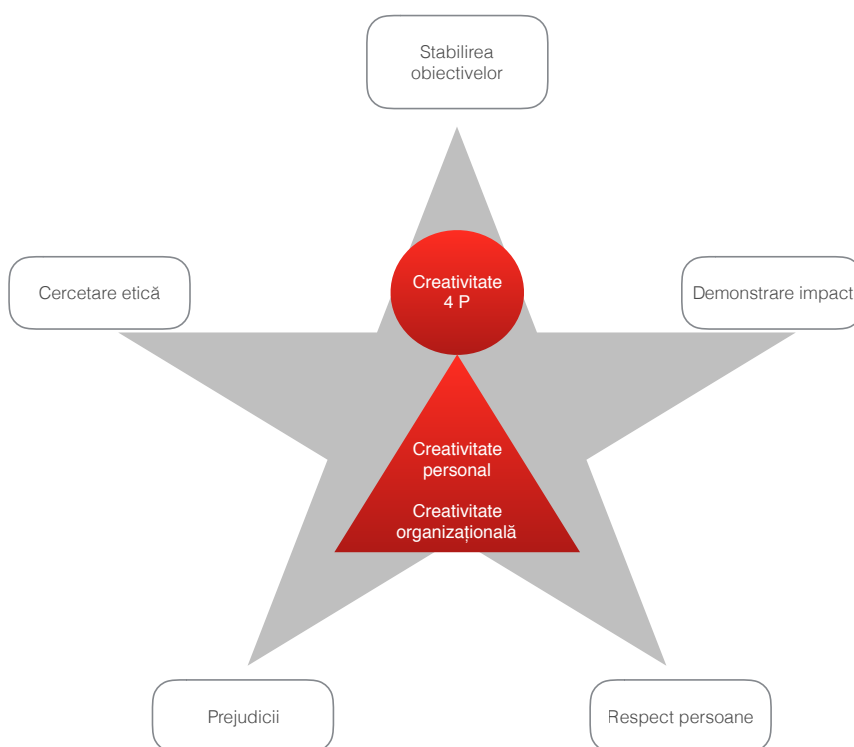 Stabilirea
obiectivelor
Cercetare etică
Creativitate
4 P
Demonstrare impact
Creativitate
personal
Creativitate
organizațională
Prejudicii
Respect persoane